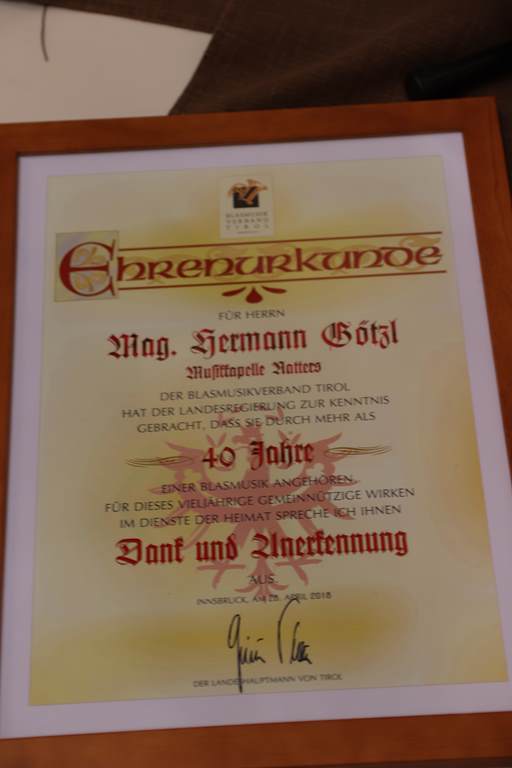 BLASMUSIK
VERBAND
TIROL
Ehrenurkunde
FÜR HERRN
Mag. Hermann Götzl
Musikkapelle Natters
DER BLASMUSIKVERBAND TIROL
HAT DER LANDESREGIERUNG ZUR KENNTNIS
GEBRACHT, DASS SIE DURCH MEHR ALS
40 Jahre
EINER BLASMUSIK ANGEHÖREN.
FÜR DIESES VIELJÄHRIGE GEMEINNÜTZIGE WIRKEN
IM DIENSTE DER HEIMAT SPRECHE ICH IHNEN
Dank und Anerkennung
AUS.
INNSBRUCK, AM 28. APRIL 2018
DER LANDESHAUPTMANN VON TIROL